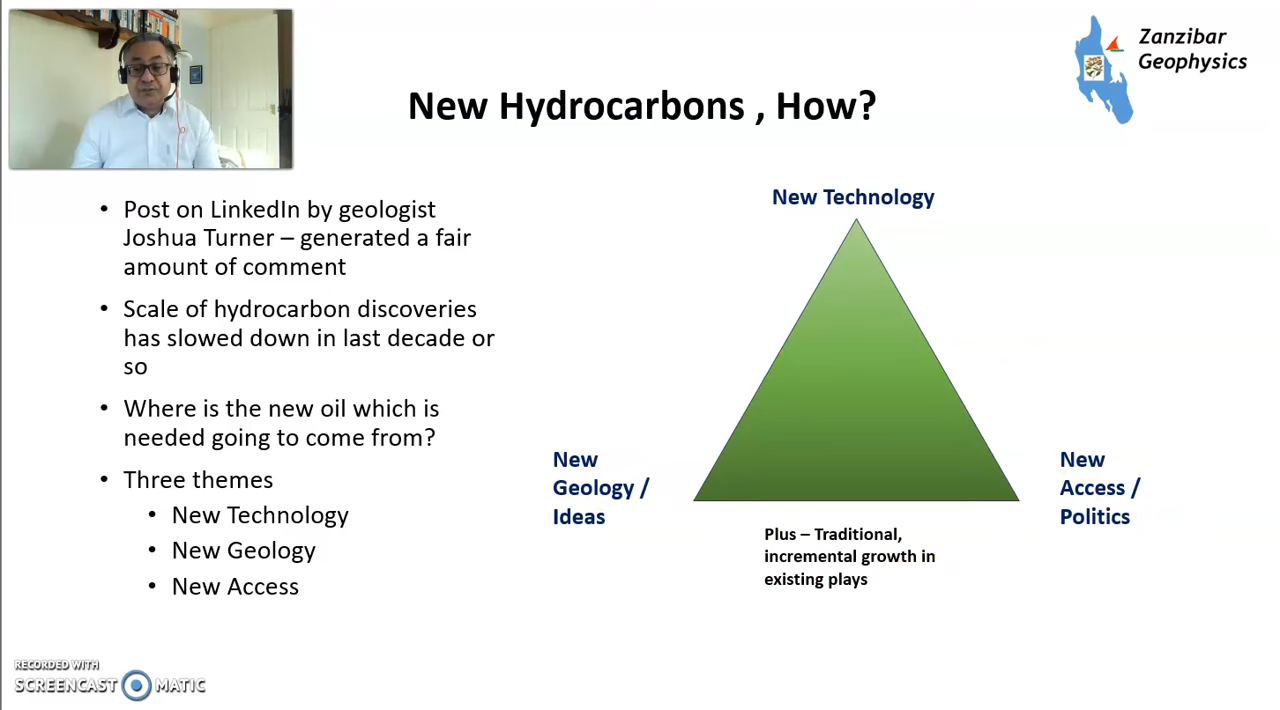 Zanzibar
Geophysics
New Hydrocarbons , How?
• Post on LinkedIn by geologist
Joshua Turner – generated a fair
amount of comment
• Scale of hydrocarbon discoveries
has slowed down in last decade or
so
• Where is the new oil which is
needed going to come from?
• Three themes
• New Technology
• New Geology
• New Access
New Technology
New
Geology /
Ideas
New
Access /
Politics
Plus – Traditional,
incremental growth in
existing plays
RECORDED WITH
SCREENCAST MATIC